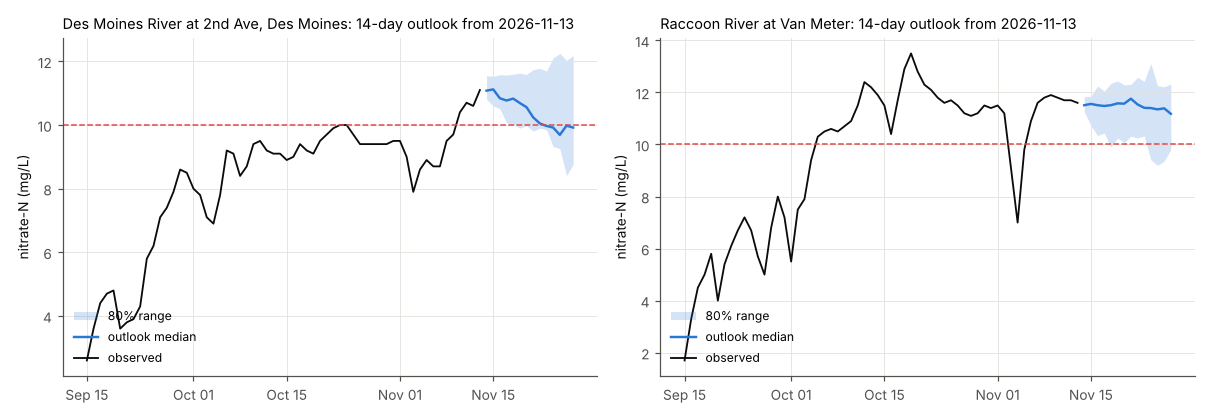 Des Moines River at 2nd Ave, Des Moines: 14-day outlook from 2026-11-13
nitrate-N (mg/L)
12
10
8
6
4
80% range
outlook median
observed
Sep 15
Oct 01
Oct 15
Nov 01
Nov 15
Raccoon River at Van Meter: 14-day outlook from 2026-11-13
nitrate-N (mg/L)
14
12
10
8
6
4
2
80% range
outlook median
observed
Sep 15
Oct 01
Oct 15
Nov 01
Nov 15